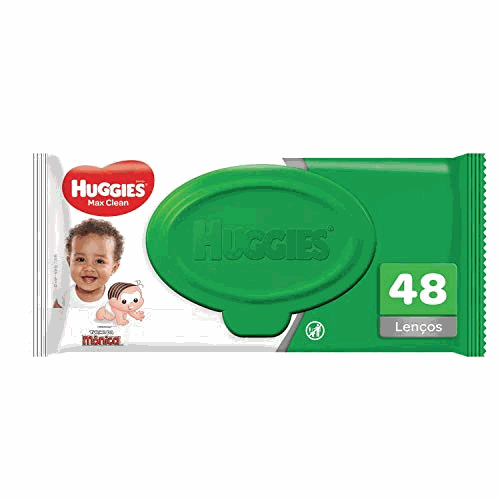 HUGGIES
Max Clean
HUGGIES
48
Lenços
Mônica